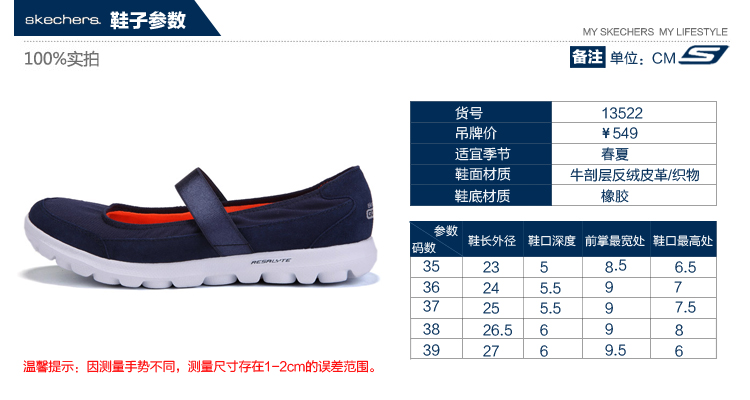 skechers. 鞋子参数
MY SKECHERS MY LIFESTYLE
100%实拍
备注 单位：CM
货号 13522
吊牌价 ¥549
适宜季节 春夏
鞋面材质 牛剖层反绒皮革/织物
鞋底材质 橡胶
参数
码数 鞋长外径 鞋口深度 前掌最宽处 鞋口最高处
35 23 5 8.5 6.5
36 24 5.5 9 7
37 25 5.5 9 7.5
38 26.5 6 9 8
39 27 6 9.5 6
RESALYTE
温馨提示：因测量手势不同，测量尺寸存在1-2cm的误差范围。